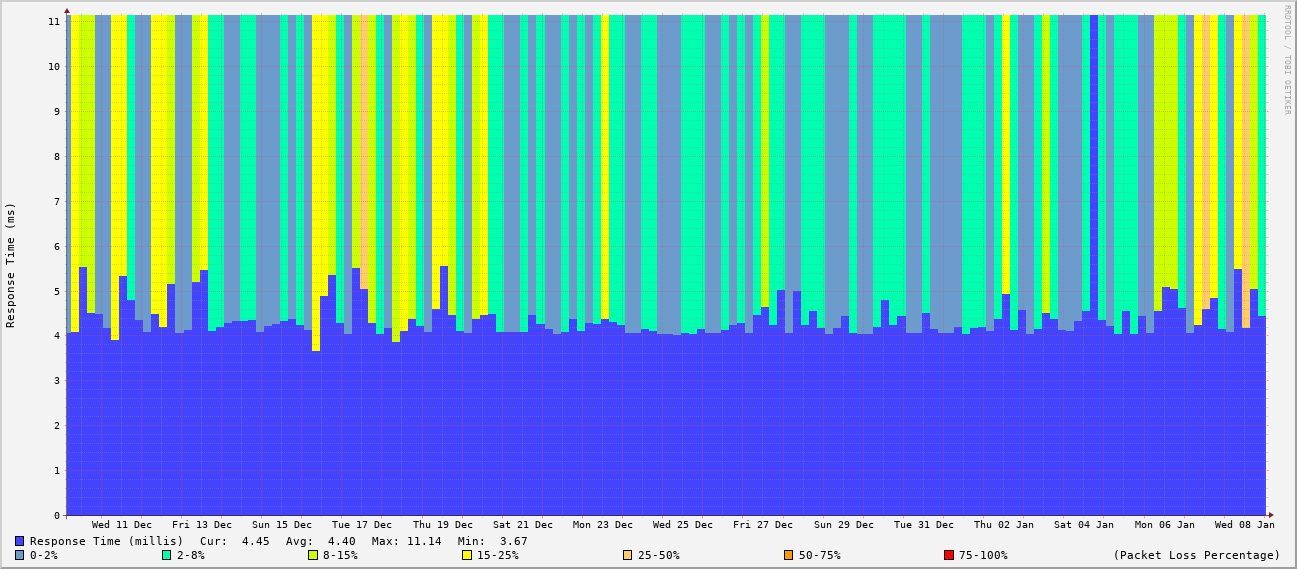 RRDTOOL / TOBI OETIKER
Response Time (ms)
11
10
9
8
7
6
5
4
3
2
1
0
Wed 11 Dec Fri 13 Dec Sun 15 Dec Tue 17 Dec Thu 19 Dec Sat 21 Dec Mon 23 Dec Wed 25 Dec Fri 27 Dec Sun 29 Dec Tue 31 Dec Thu 02 Jan Sat 04 Jan Mon 06 Jan Wed 08 Jan
Response Time (millis) Cur: 4.45 Avg: 4.40 Max: 11.14 Min: 3.67
0-2% 2-8% 8-15% 15-25% 25-50% 50-75% 75-100% (Packet Loss Percentage)